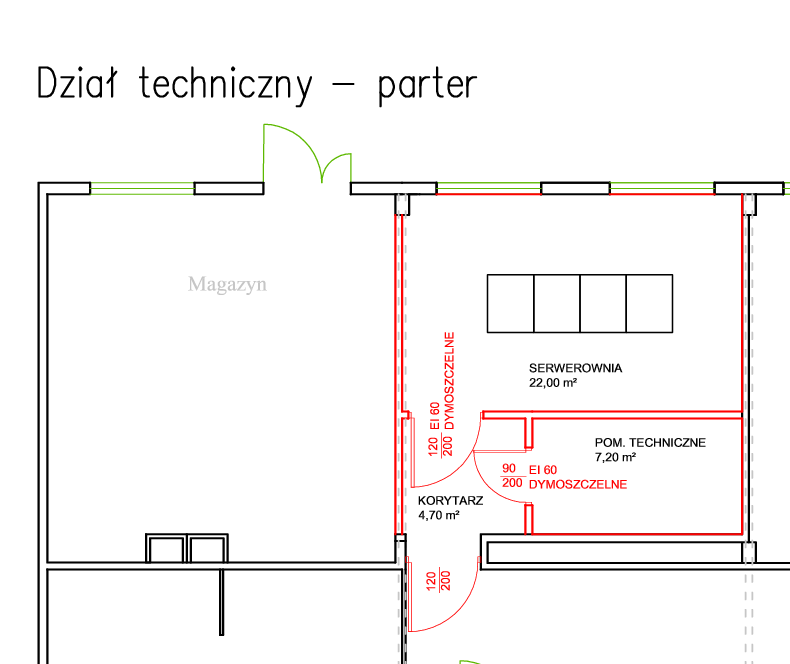 Dział techniczny – parter
Magazyn
SERWEROWNIA
22,00 m²
120
200
EI 60
DYMOSZCZELNE
POM. TECHNICZNE
7,20 m²
90
200
EI 60
DYMOSZCZELNE
KORYTARZ
4,70 m²
120
200